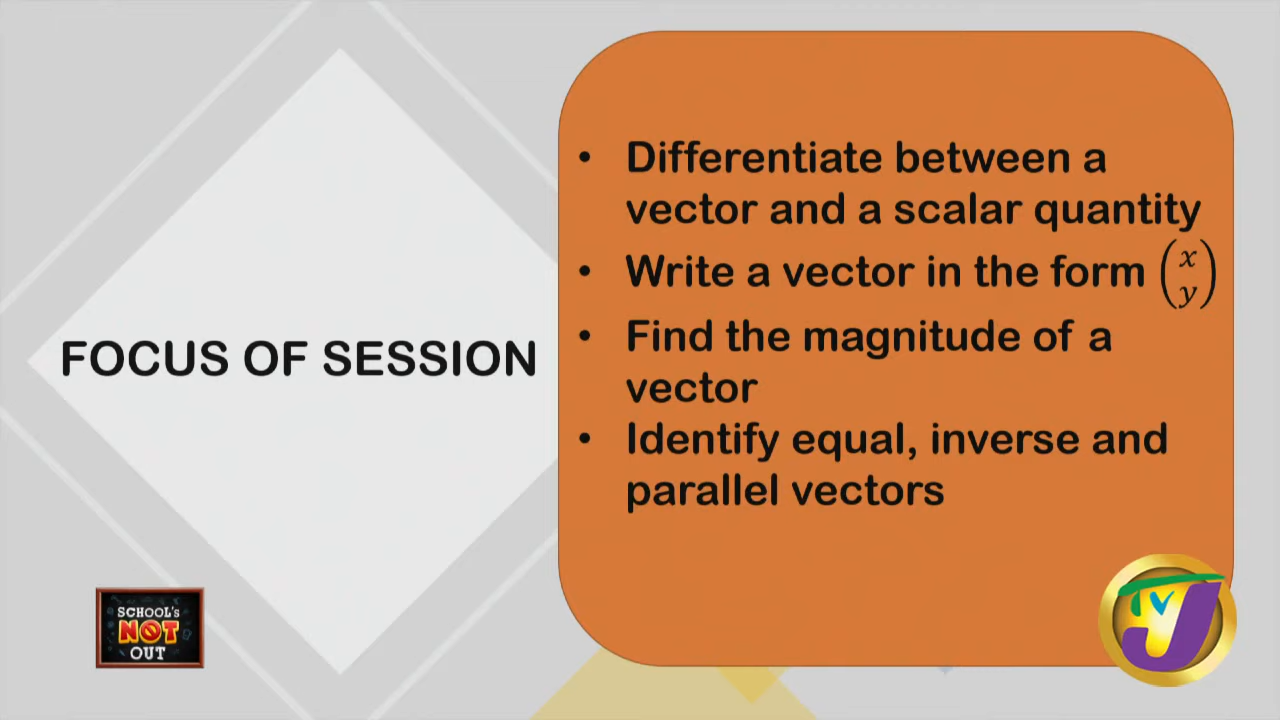 FOCUS OF SESSION
• Differentiate between a
vector and a scalar quantity
• Write a vector in the form (x
y)
• Find the magnitude of a
vector
• Identify equal, inverse and
parallel vectors
SCHOOL's
NOT
OUT
TVJ